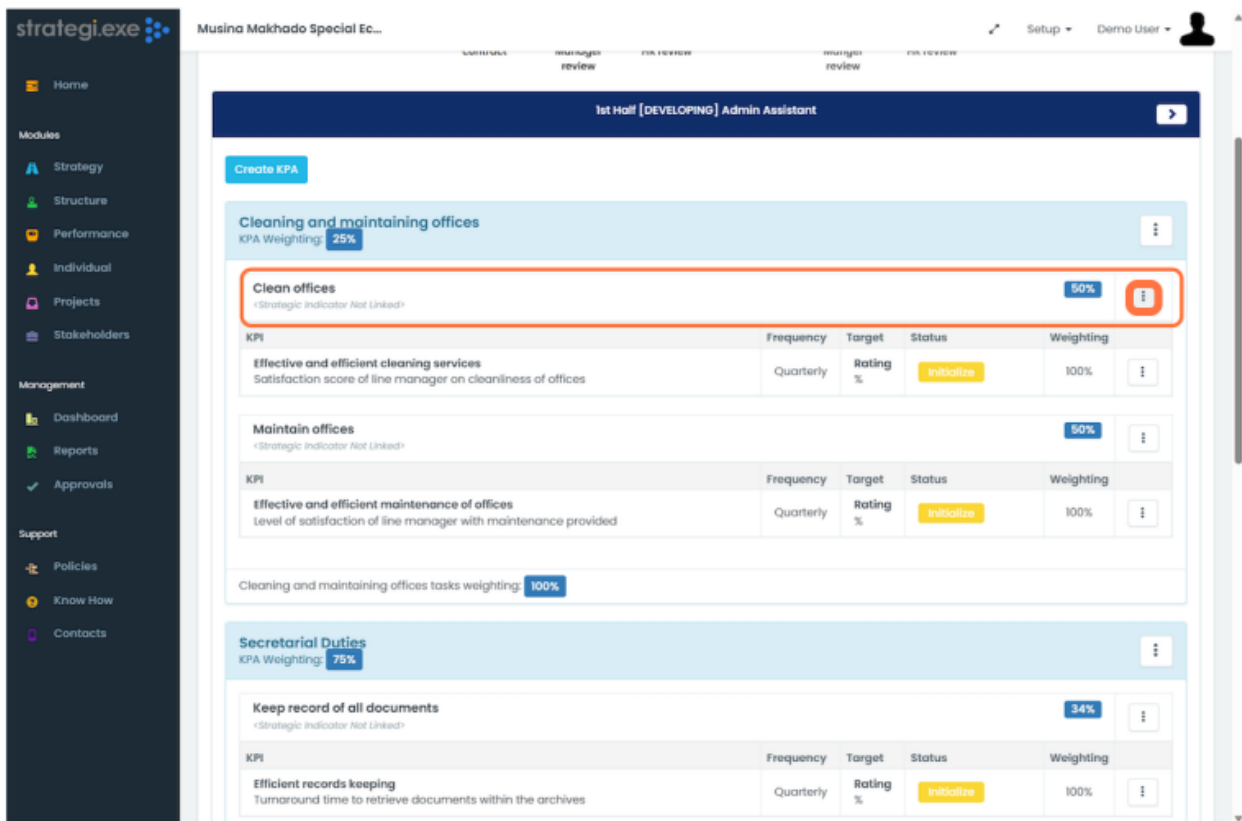 strategi.exe
Musina Makhado Special Ec...
Setup
Demo User
review
review
Home
Modules
Strategy
Structure
Performance
Individual
Projects
Stakeholders
Management
Dashboard
Reports
Approvals
Support
Policies
Know How
Contacts
1st Half [DEVELOPING] Admin Assistant
Create KPA
Cleaning and maintaining offices
KPA Weighting: 25%
Clean offices 50%
<Strategic Indicator Not Linked>
KPI Frequency Target Status Weighting
Effective and efficient cleaning services
Satisfaction score of line manager on cleanliness of offices
Quarterly Rating % Initialize 100%
Maintain offices 50%
<Strategic Indicator Not Linked>
KPI Frequency Target Status Weighting
Effective and efficient maintenance of offices
Level of satisfaction of line manager with maintenance provided
Quarterly Rating % Initialize 100%
Cleaning and maintaining offices tasks weighting: 100%
Secretarial Duties
KPA Weighting: 75%
Keep record of all documents 34%
<Strategic Indicator Not Linked>
KPI Frequency Target Status Weighting
Efficient records keeping
Turnaround time to retrieve documents within the archives
Quarterly Rating % Initialize 100%